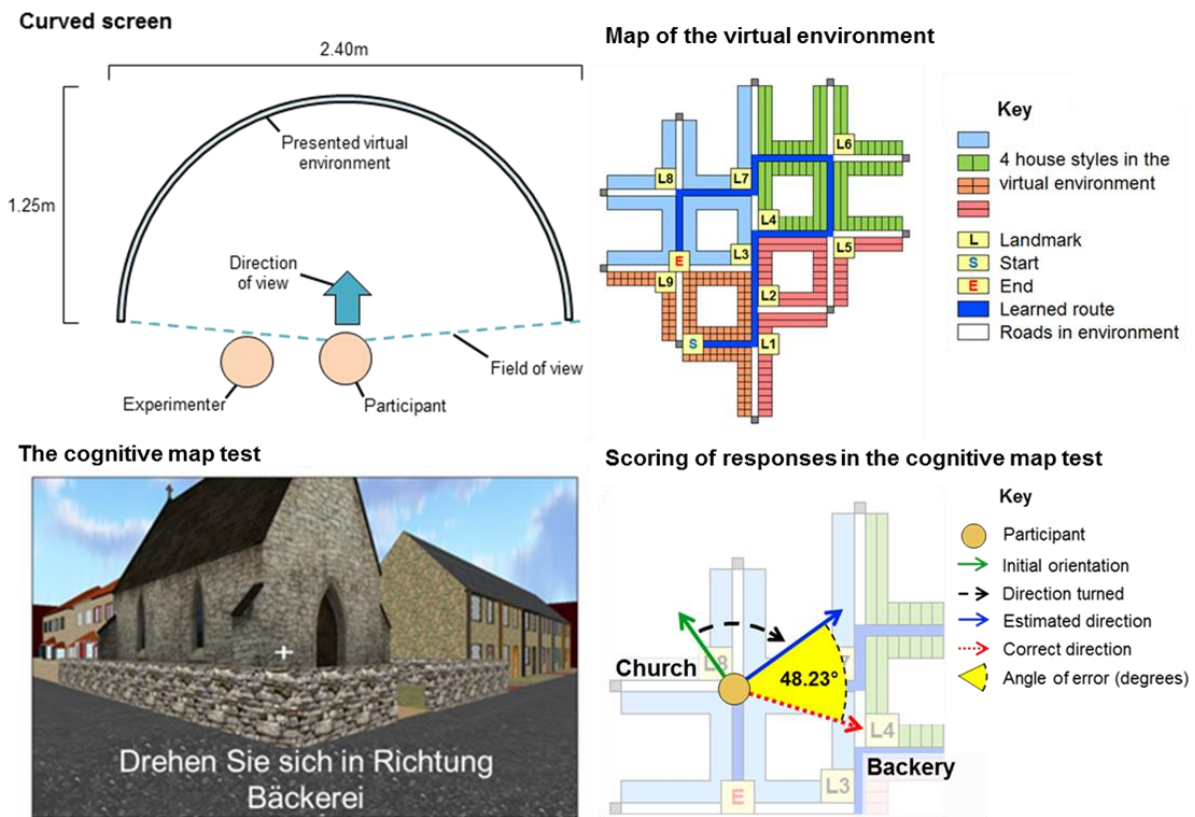 Curved screen
2.40m
1.25m
Presented virtual
environment
Direction
of view
Field of view
Experimenter
Participant
Map of the virtual environment
L6
L8
L7
L4
L3
L5
E
L9
L2
S
L1
Key
4 house styles in the
virtual environment
L Landmark
S Start
E End
Learned route
Roads in environment
The cognitive map test
Drehen Sie sich in Richtung
Bäckerei
Scoring of responses in the cognitive map test
Church
L8
48.23°
7
L4
Backery
L3
E
Key
Participant
Initial orientation
Direction turned
Estimated direction
Correct direction
Angle of error (degrees)